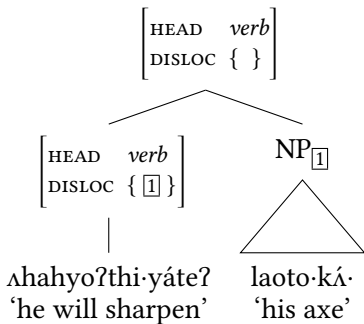 HEAD verb
DISLOC { }
HEAD verb
DISLOC { 1 }
NP1
ʌhahyoʔthi·yáteʔ
laoto·kʌ́·
‘he will sharpen’
‘his axe’